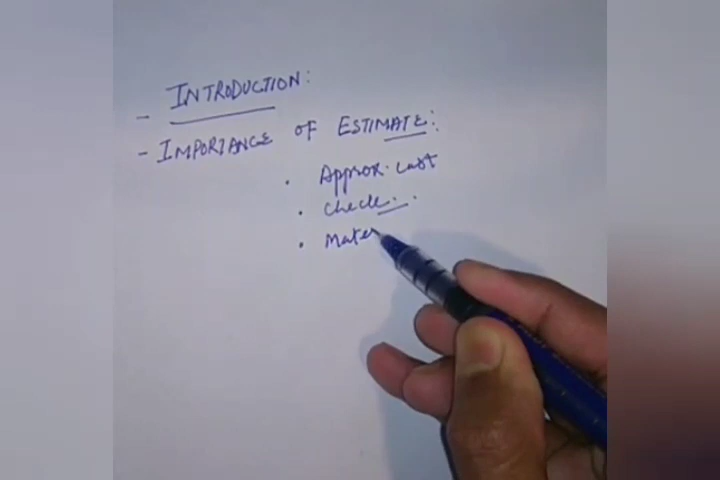 - INTRODUCTION:
- IMPORTANCE OF ESTIMATE:
. Approx. Cost
. Check.
. Mater